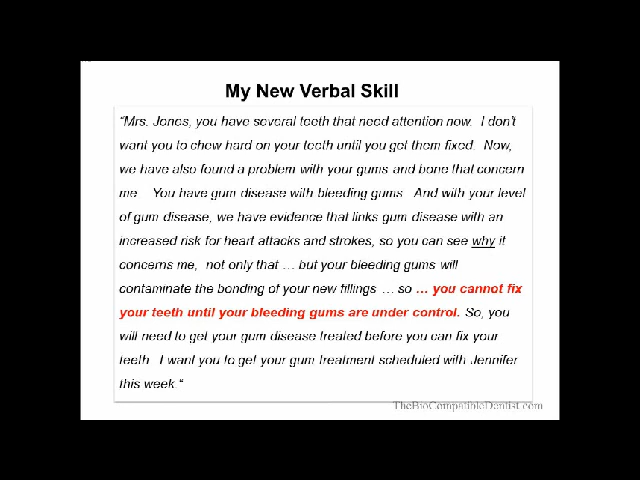 My New Verbal Skill
“Mrs. Jones, you have several teeth that need attention now. I don't
want you to chew hard on your teeth until you get them fixed. Now,
we have also found a problem with your gums and bone that concern
me. You have gum disease with bleeding gums. And with your level
of gum disease, we have evidence that links gum disease with an
increased risk for heart attacks and strokes, so you can see why it
concerns me, not only that … but your bleeding gums will
contaminate the bonding of your new fillings … so … you cannot fix
your teeth until your bleeding gums are under control. So, you
will need to get your gum disease treated before you can fix your
teeth. I want you to get your gum treatment scheduled with Jennifer
this week.“
TheBioCompatibleDentist.com